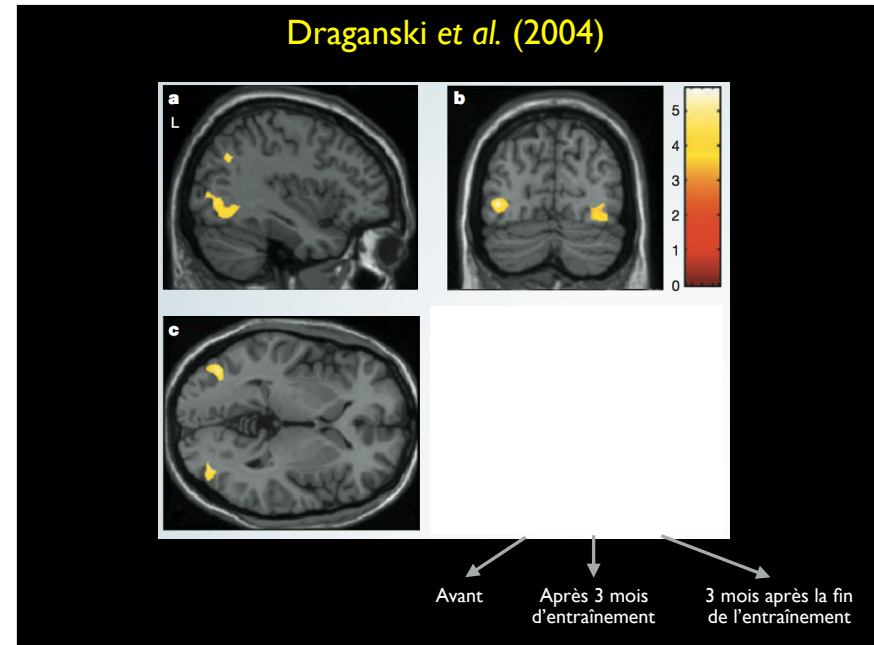 Draganski et al. (2004)
a
L
b
5
4
3
2
1
0
c
Avant
Après 3 mois
d'entraînement
3 mois après la fin
de l'entraînement